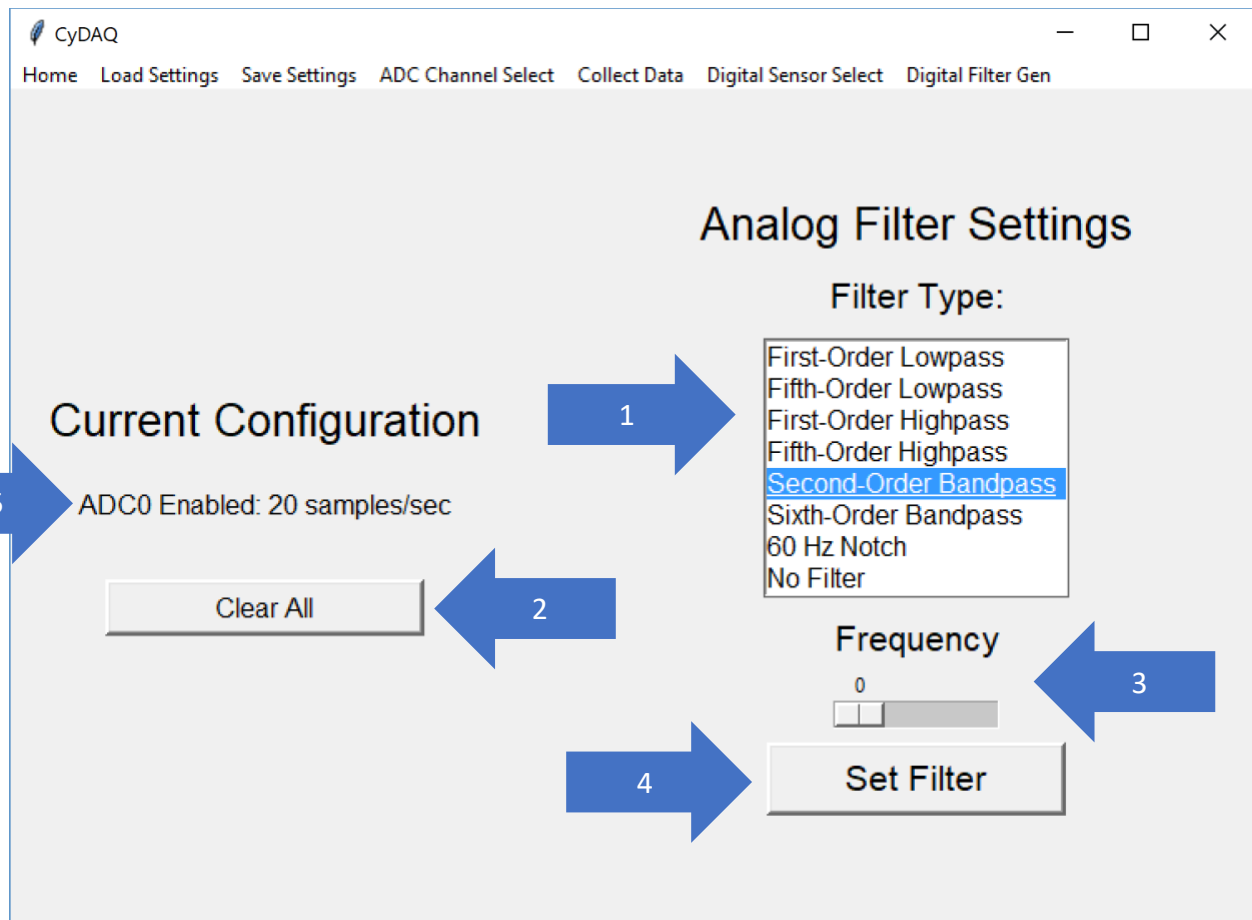 CyDAQ
Home Load Settings Save Settings ADC Channel Select Collect Data Digital Sensor Select Digital Filter Gen
Analog Filter Settings
Filter Type:
First-Order Lowpass
Fifth-Order Lowpass
First-Order Highpass
Fifth-Order Highpass
Second-Order Bandpass
Sixth-Order Bandpass
60 Hz Notch
No Filter
1
Current Configuration
ADC0 Enabled: 20 samples/sec
Clear All
2
Frequency
0
3
4
Set Filter